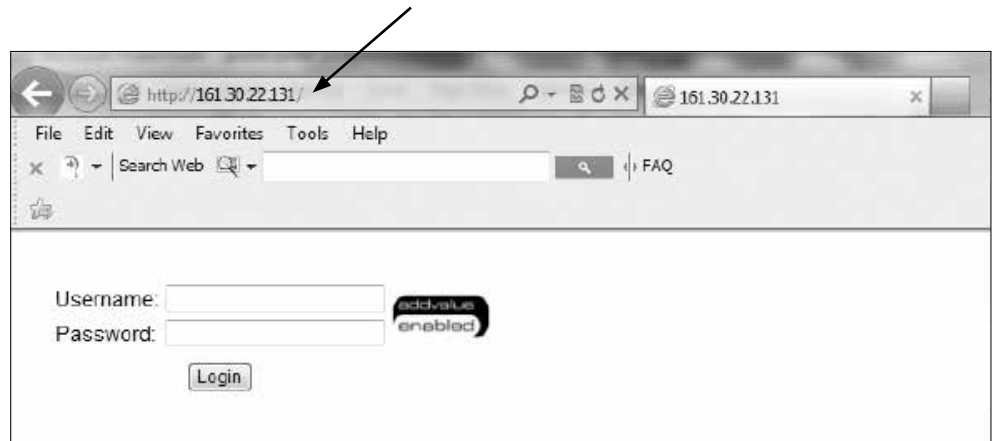 http://161.30.22.131/
161.30.22.131
File Edit View Favorites Tools Help
Search Web
FAQ
Username:
addvalue
enabled
Password:
Login